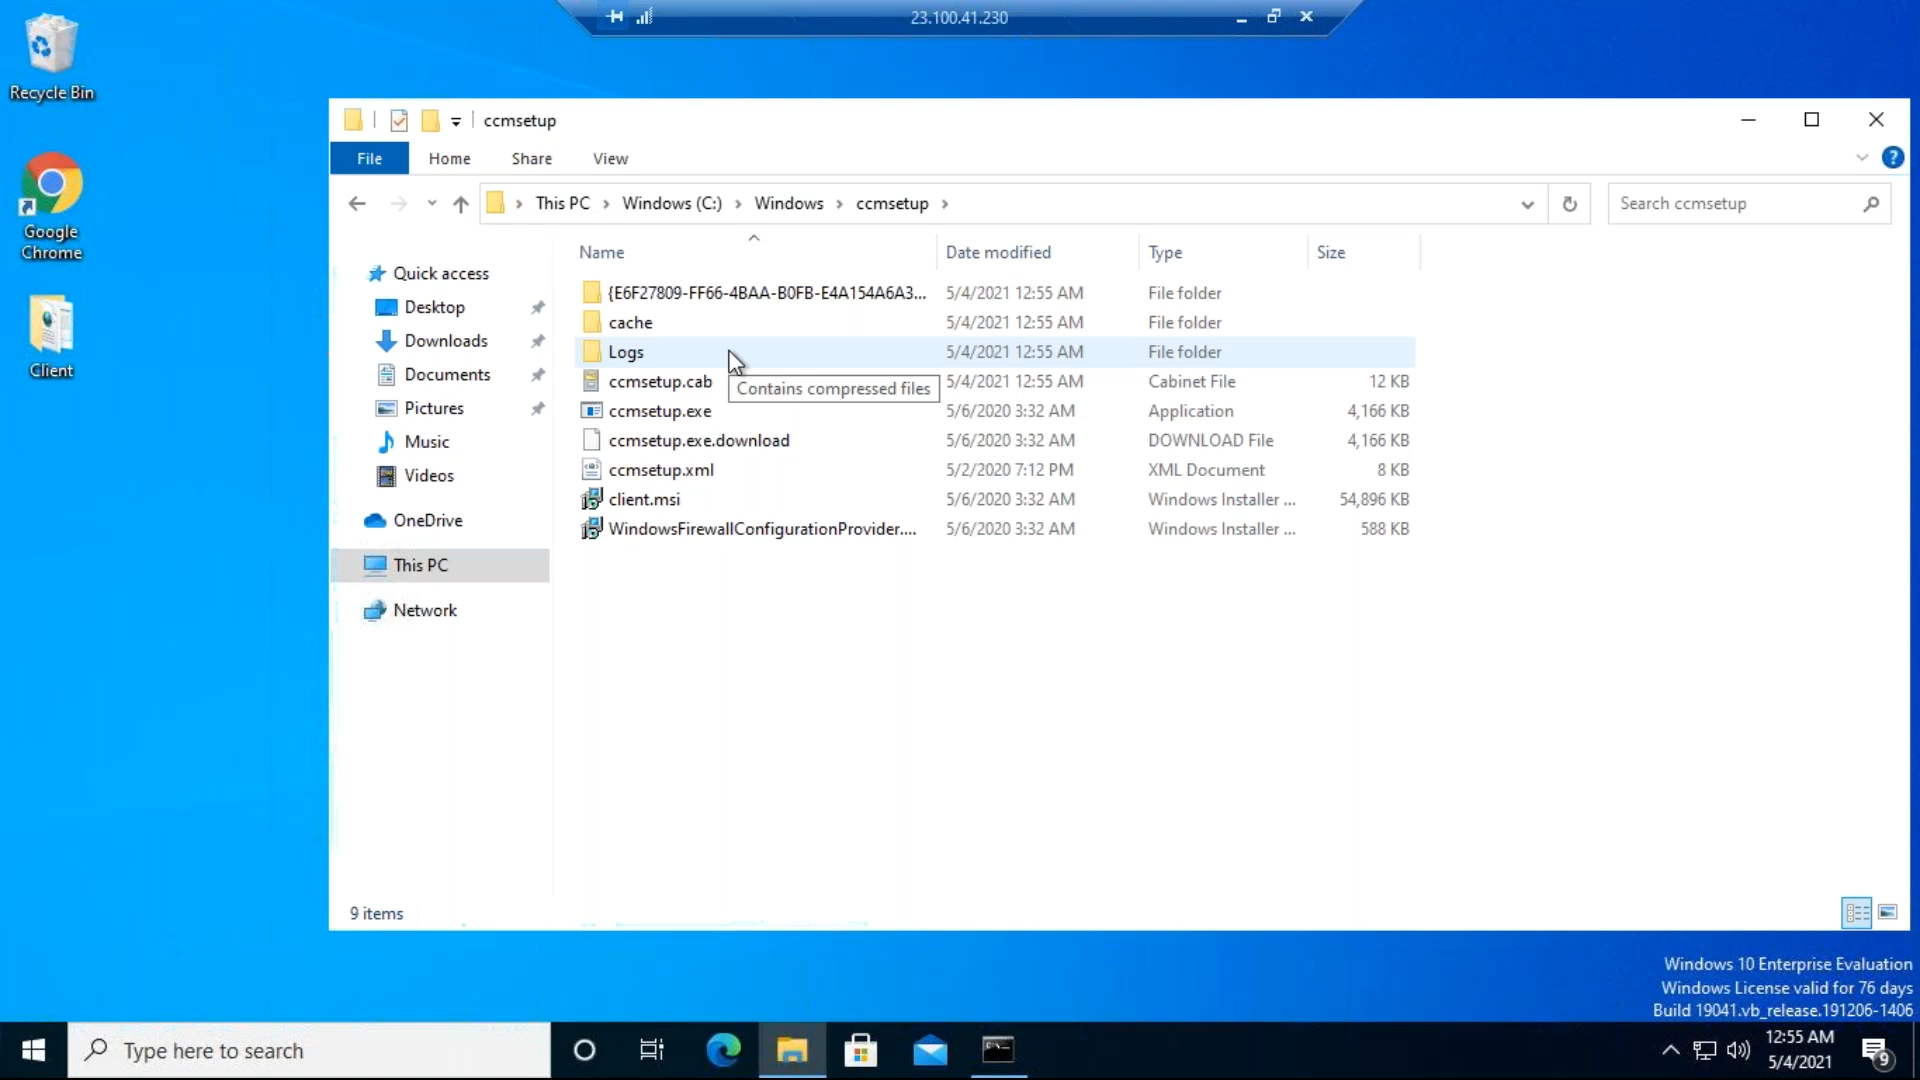 23.100.41.230
Recycle Bin
Google
Chrome
Client
ccmsetup
File Home Share View
This PC Windows (C:) Windows ccmsetup
Search ccmsetup
Name Date modified Type Size
Quick access
Desktop
Downloads
Documents
Pictures
Music
Videos
OneDrive
This PC
Network
{E6F27809-FF66-4BAA-B0FB-E4A154A6A3... 5/4/2021 12:55 AM File folder
cache 5/4/2021 12:55 AM File folder
Logs 5/4/2021 12:55 AM File folder
ccmsetup.cab 5/4/2021 12:55 AM Cabinet File 12 KB
Contains compressed files
ccmsetup.exe 5/6/2020 3:32 AM Application 4,166 KB
ccmsetup.exe.download 5/6/2020 3:32 AM DOWNLOAD File 4,166 KB
ccmsetup.xml 5/2/2020 7:12 PM XML Document 8 KB
client.msi 5/6/2020 3:32 AM Windows Installer ... 54,896 KB
WindowsFirewallConfigurationProvider.... 5/6/2020 3:32 AM Windows Installer ... 588 KB
9 items
Windows 10 Enterprise Evaluation
Windows License valid for 76 days
Build 19041.vb_release.191206-1406
Type here to search
12:55 AM
5/4/2021
9